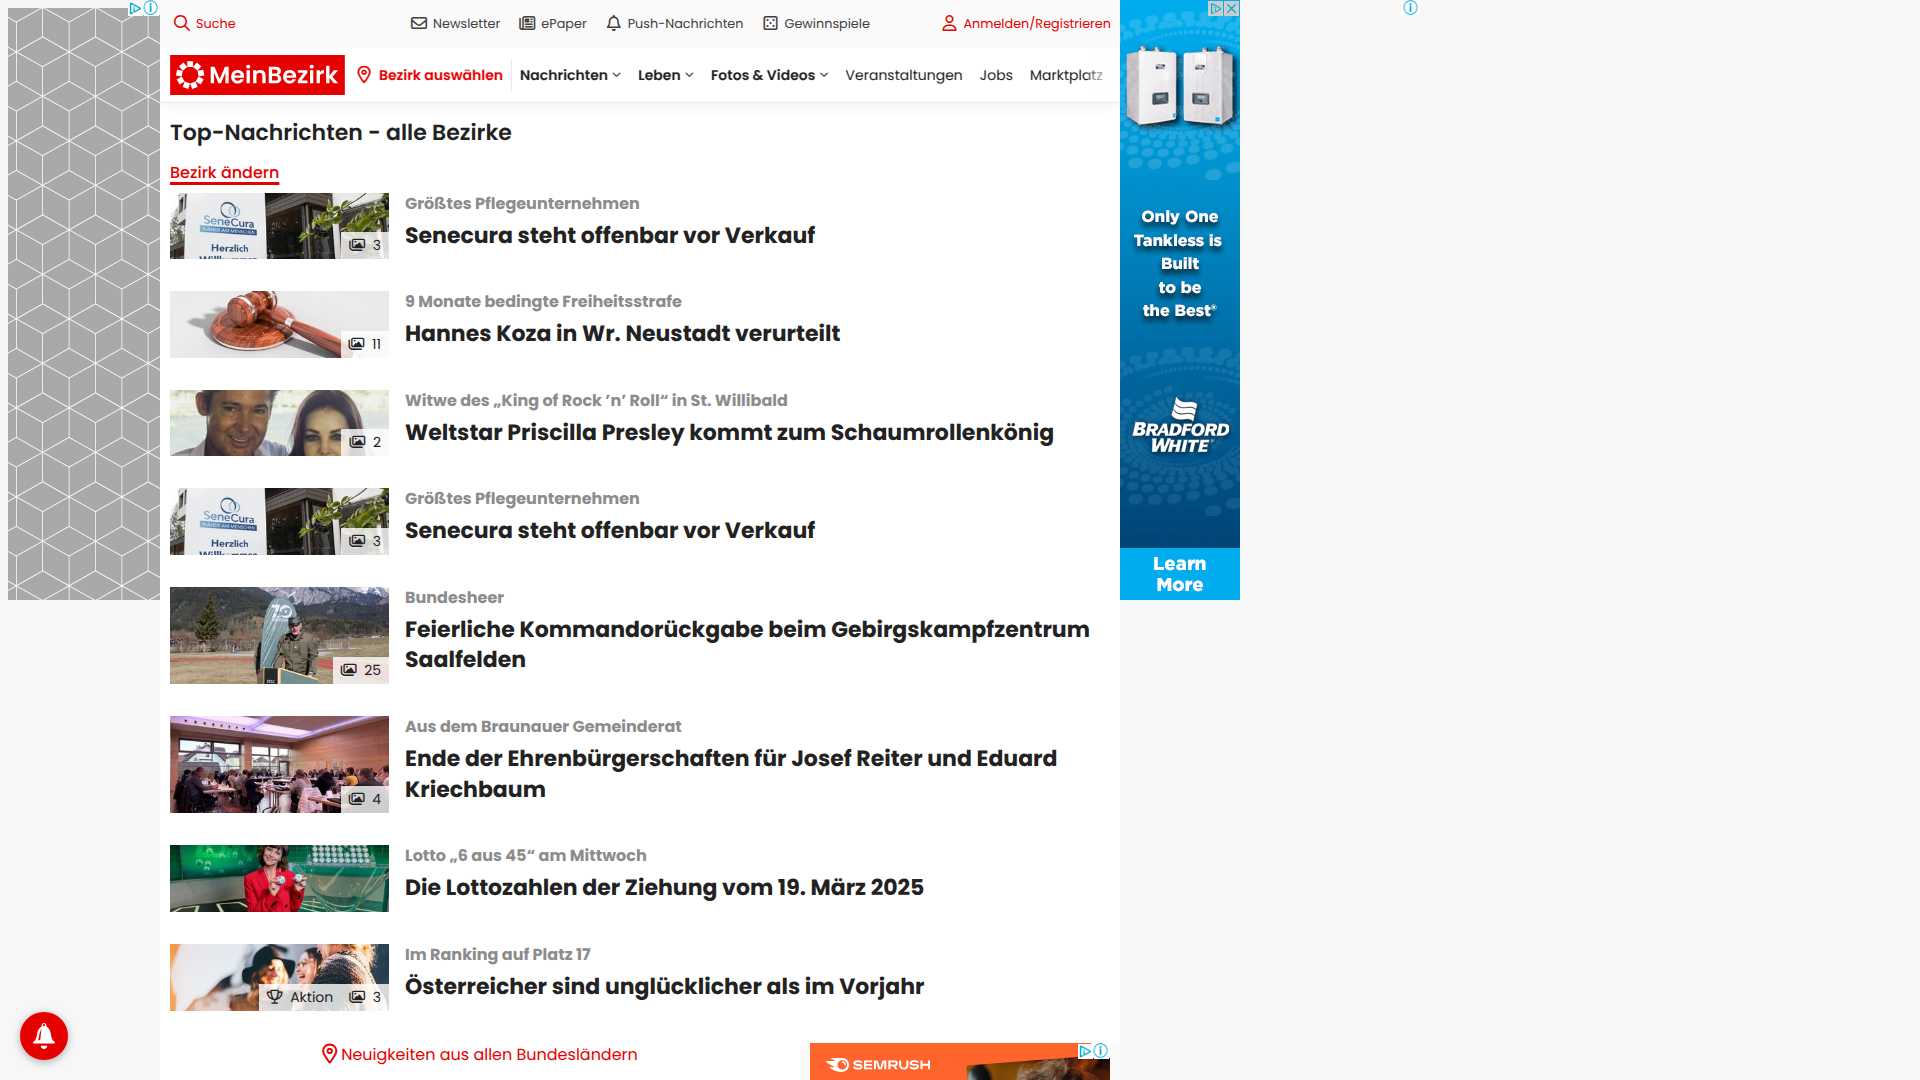 Suche
Newsletter
ePaper
Push-Nachrichten
Gewinnspiele
Anmelden/Registrieren
MeinBezirk
Bezirk auswählen
Nachrichten
Leben
Fotos & Videos
Veranstaltungen
Jobs
Marktplatz
Top-Nachrichten - alle Bezirke
Bezirk ändern
SeneCura
Herzlich
3
Größtes Pflegeunternehmen
Senecura steht offenbar vor Verkauf
11
9 Monate bedingte Freiheitsstrafe
Hannes Koza in Wr. Neustadt verurteilt
2
Witwe des „King of Rock ’n’ Roll“ in St. Willibald
Weltstar Priscilla Presley kommt zum Schaumrollenkönig
SeneCura
Herzlich
3
Größtes Pflegeunternehmen
Senecura steht offenbar vor Verkauf
25
Bundesheer
Feierliche Kommandorückgabe beim Gebirgskampfzentrum
Saalfelden
4
Aus dem Braunauer Gemeinderat
Ende der Ehrenbürgerschaften für Josef Reiter und Eduard
Kriechbaum
Lotto „6 aus 45“ am Mittwoch
Die Lottozahlen der Ziehung vom 19. März 2025
Aktion
3
Im Ranking auf Platz 17
Österreicher sind unglücklicher als im Vorjahr
Neuigkeiten aus allen Bundesländern
SEMRUSH
Only One
Tankless is
Built
to be
the Best®
BRADFORD
WHITE
Learn
More